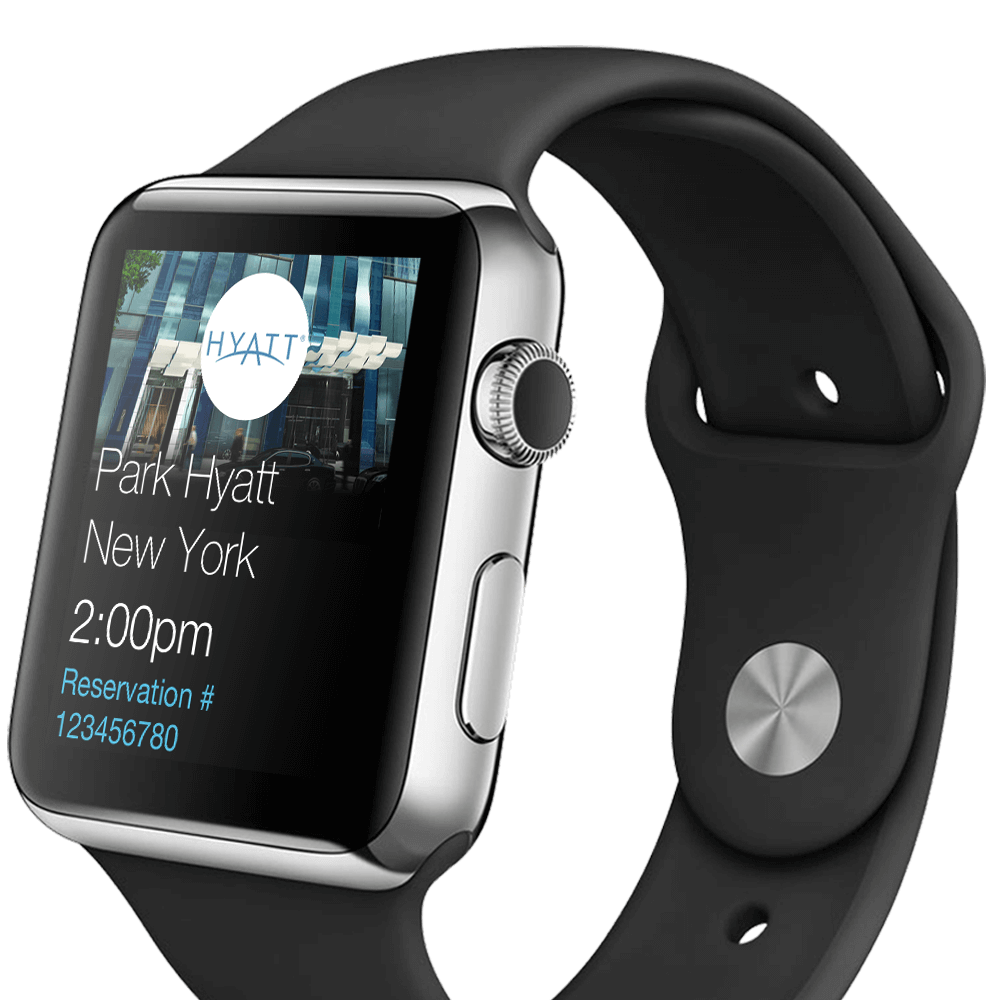 HYATT®
Park Hyatt
New York
2:00pm
Reservation #
123456780